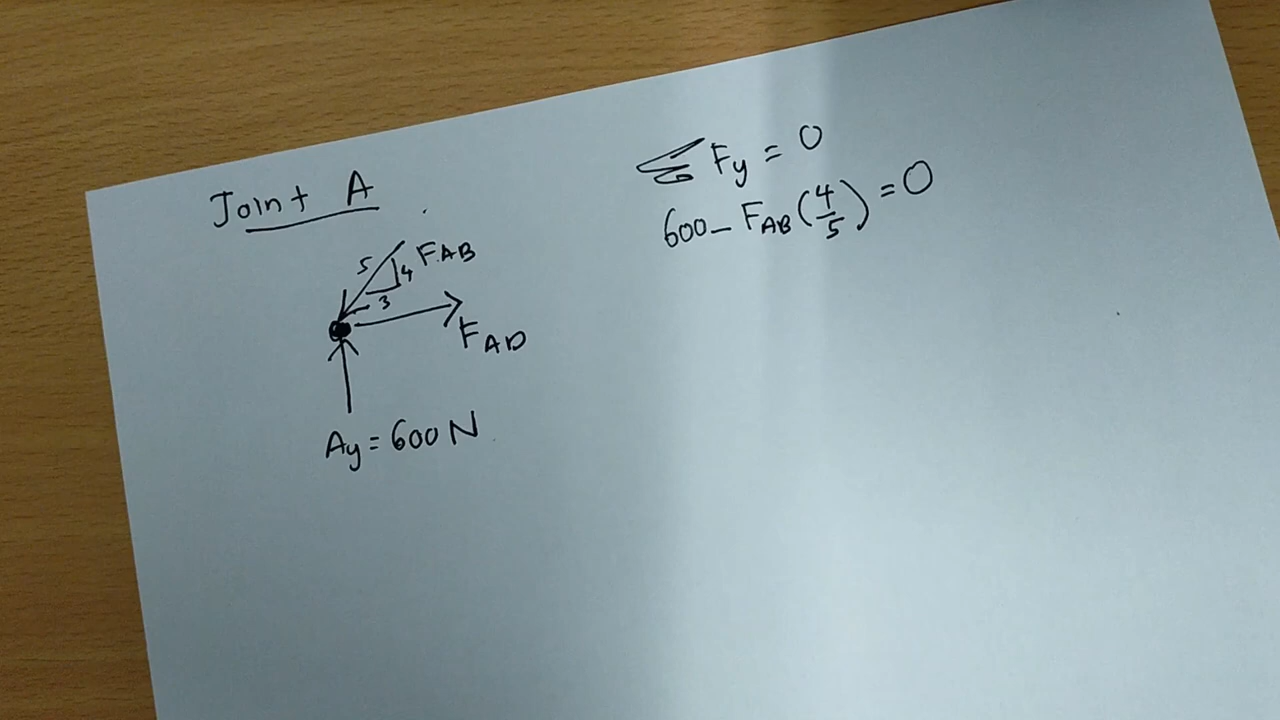 Joint A
5
4
FAB
3
FAD
Ay = 600 N
ΣFy = 0
600 - FAB (4/5) = 0